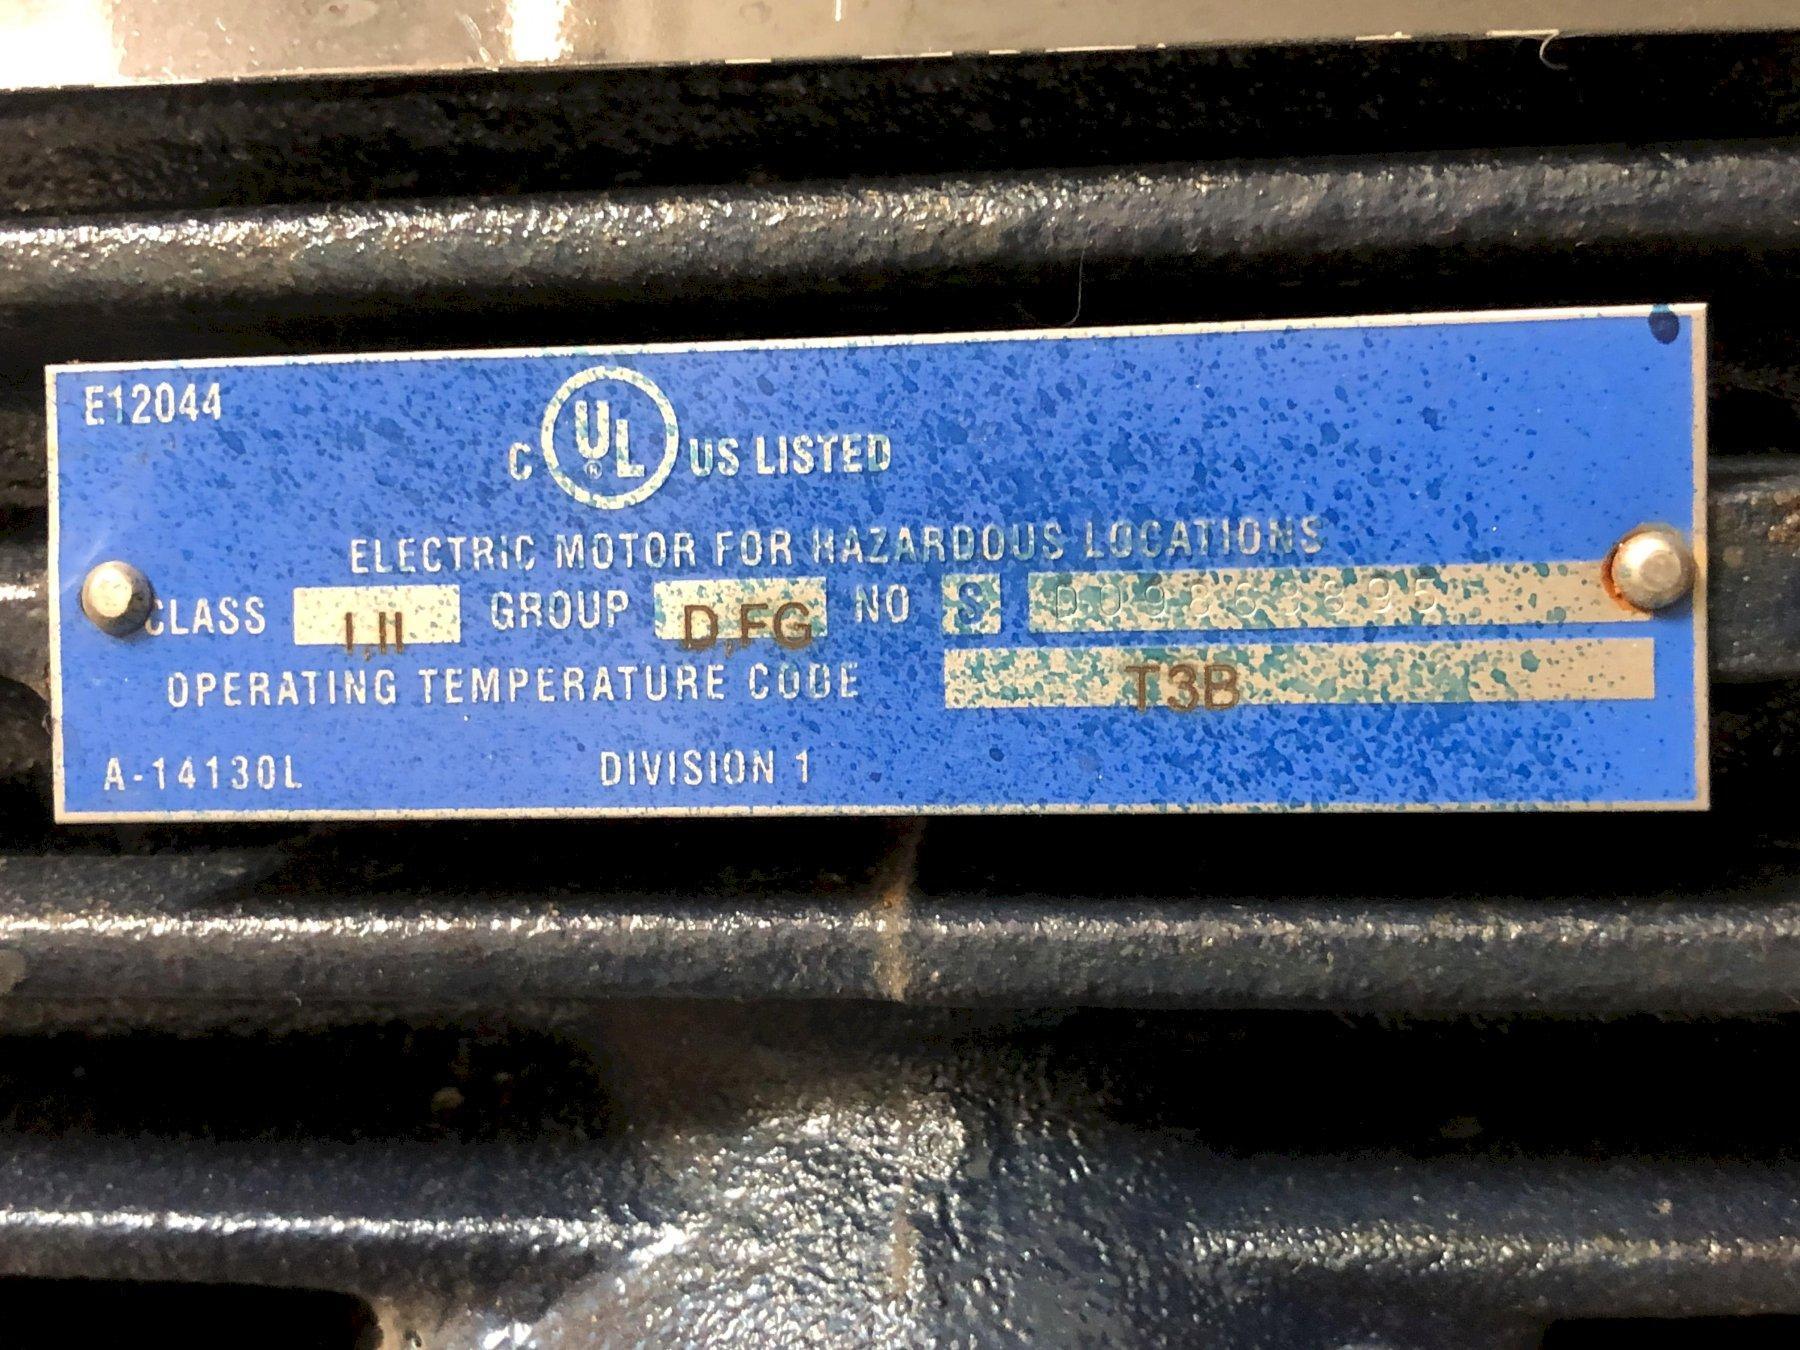 E12044
C UL ® US LISTED
ELECTRIC MOTOR FOR HAZARDOUS LOCATIONS
CLASS I,II GROUP D,FG NO S
OPERATING TEMPERATURE CODE T3B
A-14130L DIVISION 1